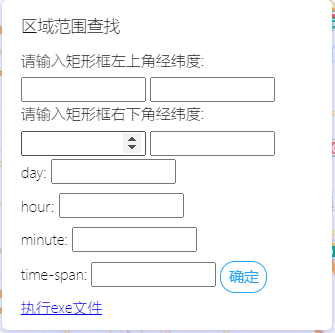 区域范围查找
请输入矩形框左上角经纬度:
请输入矩形框右下角经纬度:
day:
hour:
minute:
time-span: 确定
执行exe文件